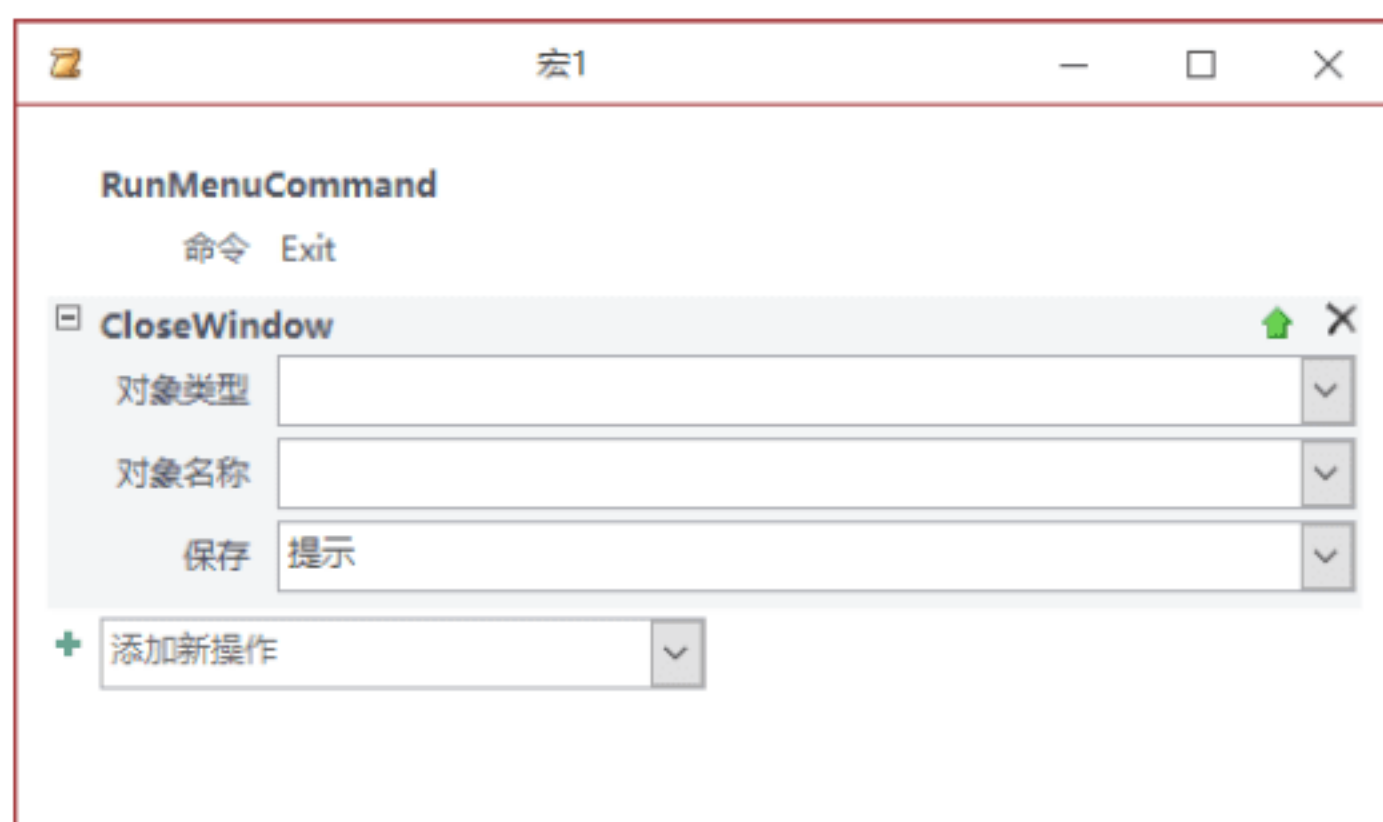 宏1
RunMenuCommand
命令 Exit
CloseWindow
对象类型
对象名称
保存 提示
添加新操作